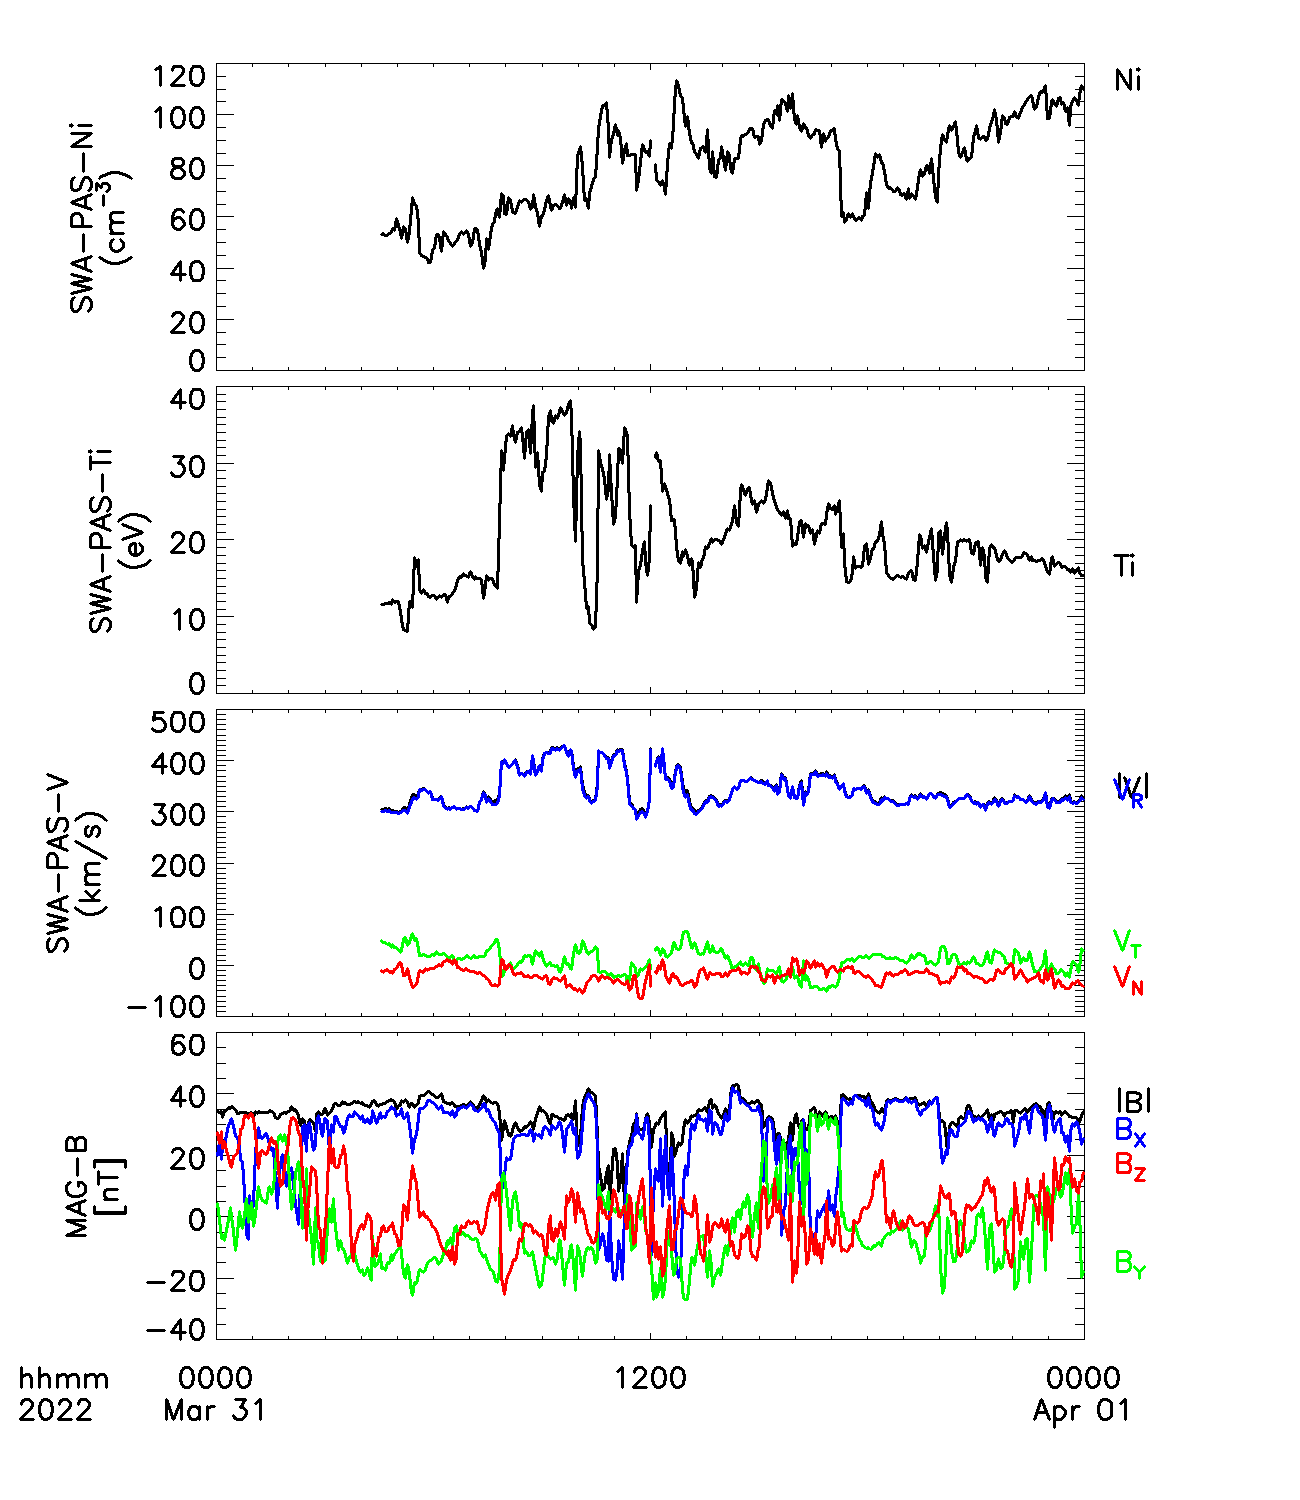 SWA-PAS-Ni
(cm⁻³)
120
100
80
60
40
20
0
Ni
SWA-PAS-Ti
(eV)
40
30
20
10
0
Ti
SWA-PAS-V
(km/s)
500
400
300
200
100
0
-100
|V|
V_R
V_T
V_N
MAG-B
[nT]
60
40
20
0
-20
-40
|B|
B_X
B_Z
B_Y
hhmm 0000 1200 0000
2022 Mar 31 Apr 01